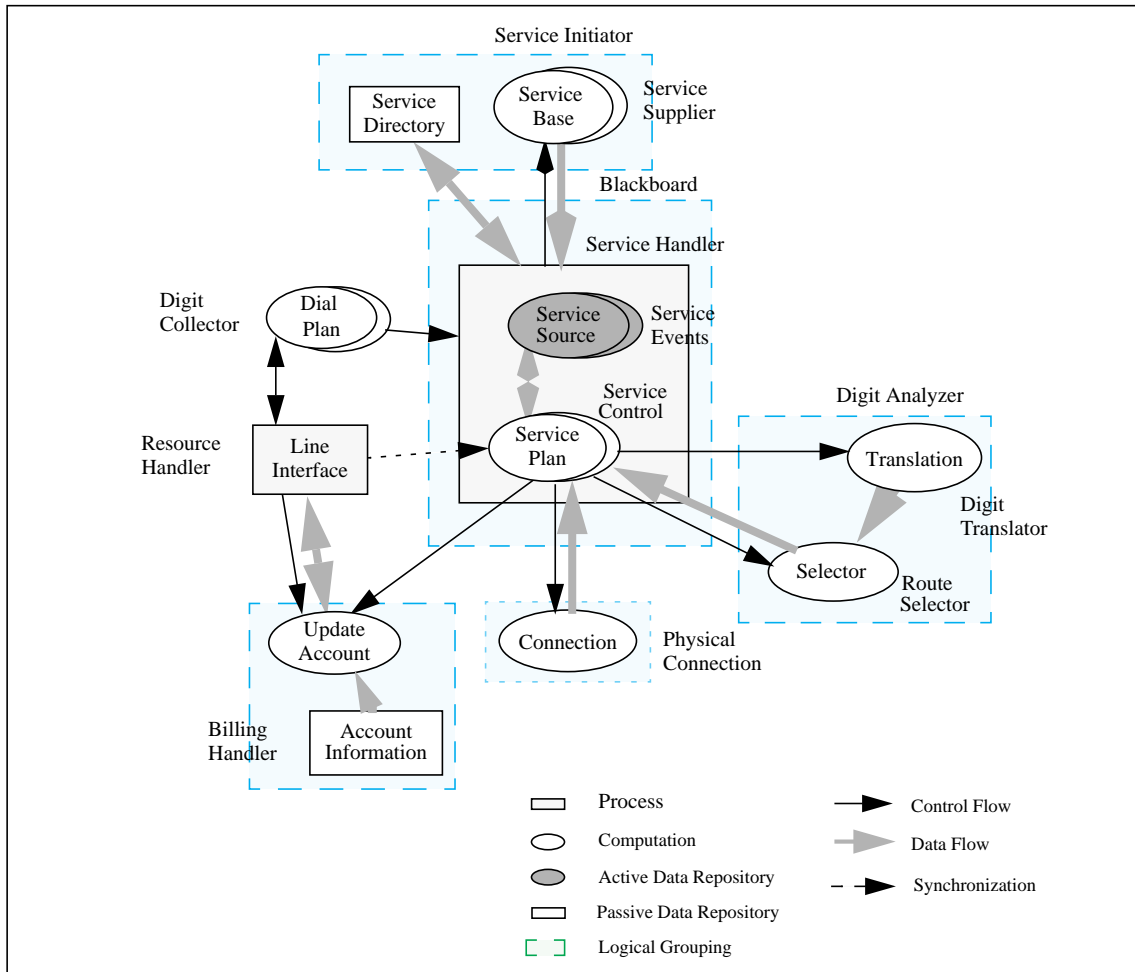 Service Initiator
Service
Directory
Service
Base
Service
Supplier
Blackboard
Service Handler
Digit
Collector
Dial
Plan
Service
Source
Service
Events
Service
Control
Digit Analyzer
Resource
Handler
Line
Interface
Service
Plan
Translation
Digit
Translator
Selector
Route
Selector
Update
Account
Connection
Physical
Connection
Billing
Handler
Account
Information
Process
Control Flow
Computation
Data Flow
Active Data Repository
Synchronization
Passive Data Repository
Logical Grouping